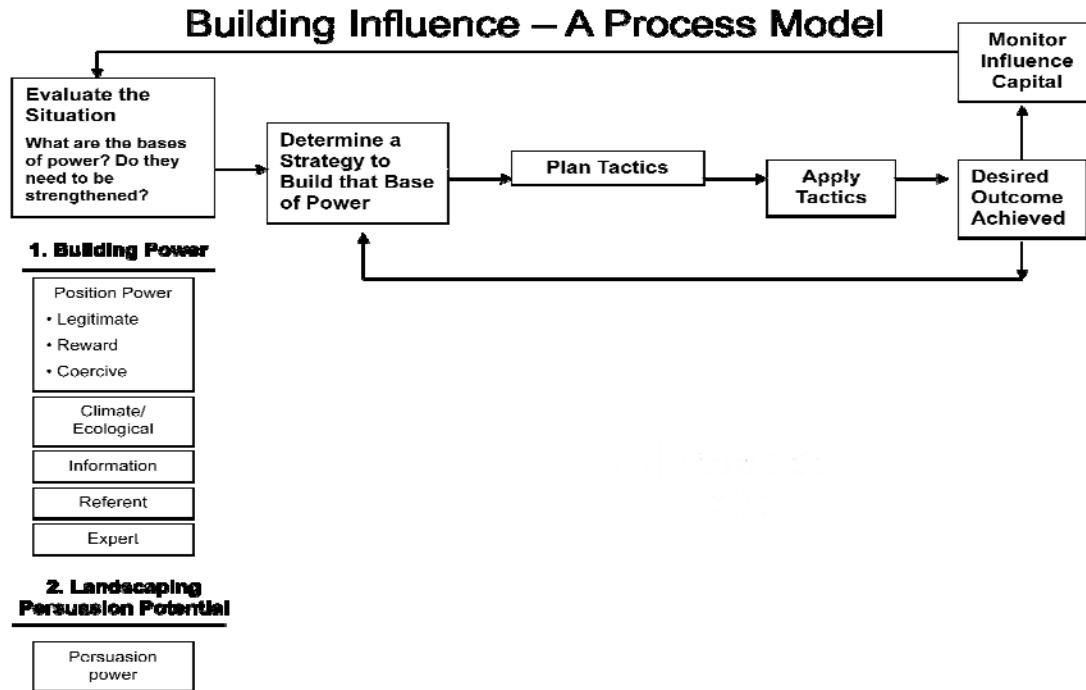 Building Influence – A Process Model
Monitor
Influence
Capital
Evaluate the
Situation
What are the bases
of power? Do they
need to be
strengthened?
Determine a
Strategy to
Build that Base
of Power
Plan Tactics
Apply
Tactics
Desired
Outcome
Achieved
1. Building Power
Position Power
• Legitimate
• Reward
• Coercive
Climate/
Ecological
Information
Referent
Expert
2. Landscaping
Persuasion Potential
Persuasion
power